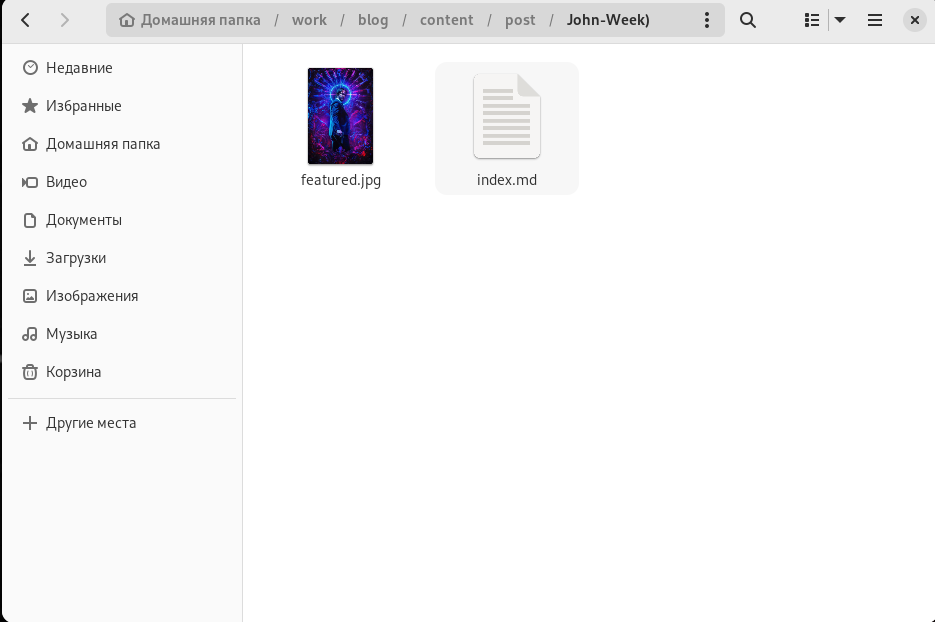 Домашняя папка / work / blog / content / post / John-Week)
Недавние
Избранные
Домашняя папка
Видео
Документы
Загрузки
Изображения
Музыка
Корзина
Другие места
featured.jpg
index.md